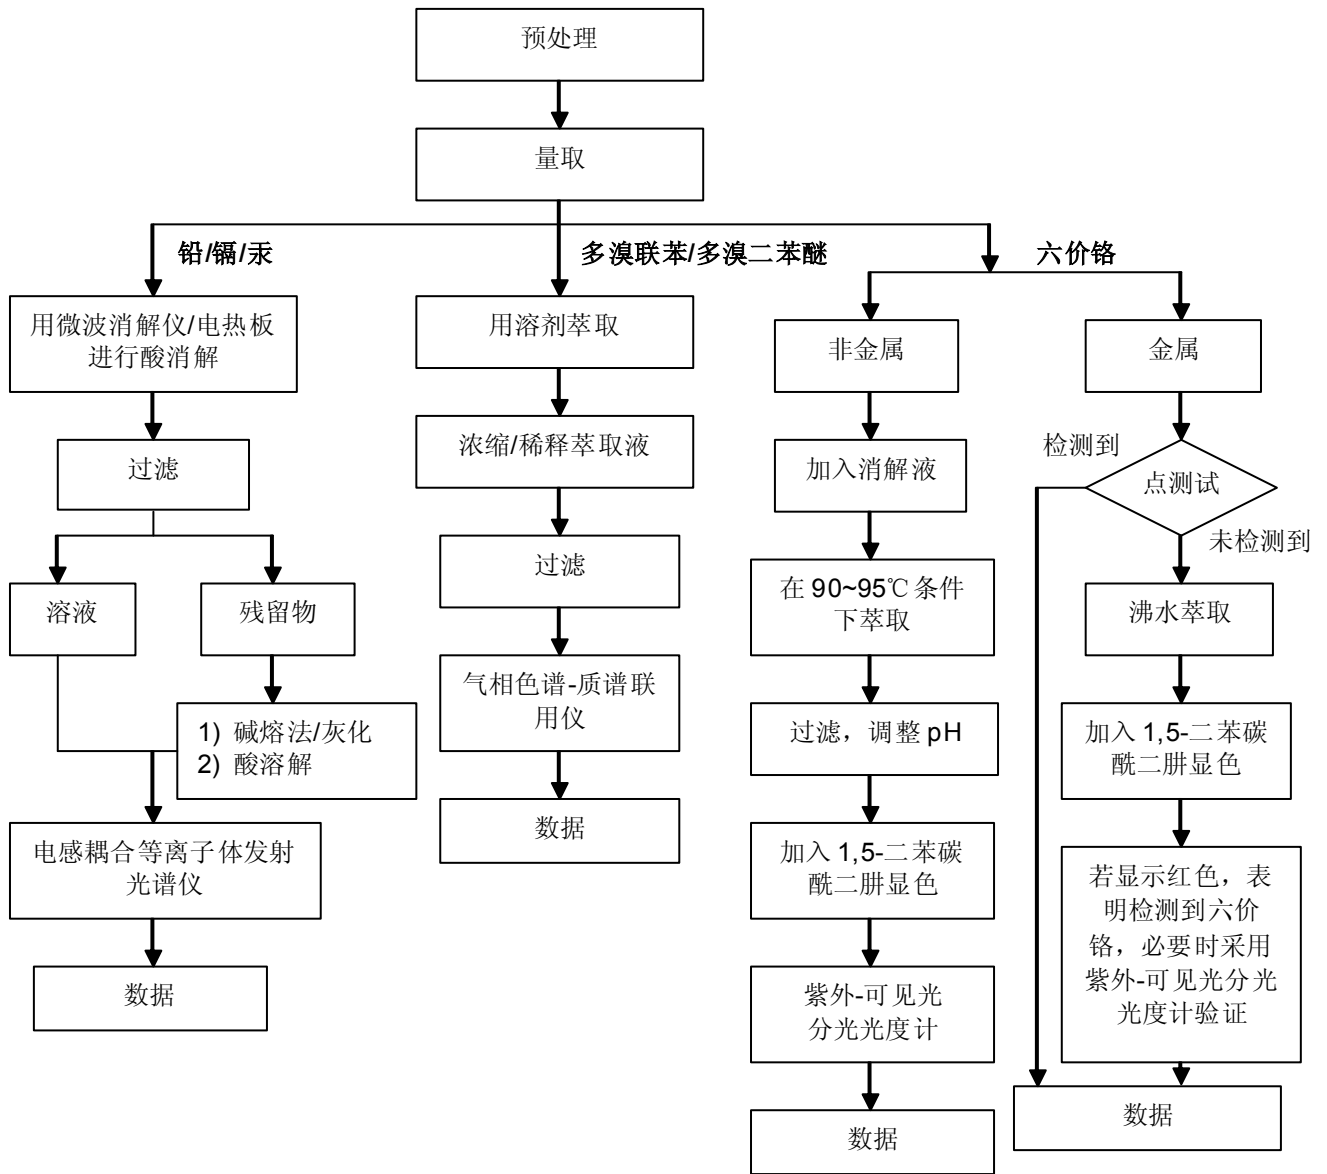 预处理
量取
铅/镉/汞
多溴联苯/多溴二苯醚
六价铬
用微波消解仪/电热板
进行酸消解
过滤
溶液
残留物
1) 碱熔法/灰化
2) 酸溶解
电感耦合等离子体发射
光谱仪
数据
用溶剂萃取
浓缩/稀释萃取液
过滤
气相色谱-质谱联
用仪
数据
非金属
加入消解液
在 90~95℃ 条件
下萃取
过滤，调整 pH
加入 1,5-二苯碳
酰二肼显色
紫外-可见光
分光光度计
数据
金属
检测到
点测试
未检测到
沸水萃取
加入 1,5-二苯碳
酰二肼显色
若显示红色，表
明检测到六价
铬，必要时采用
紫外-可见光分光
光度计验证
数据